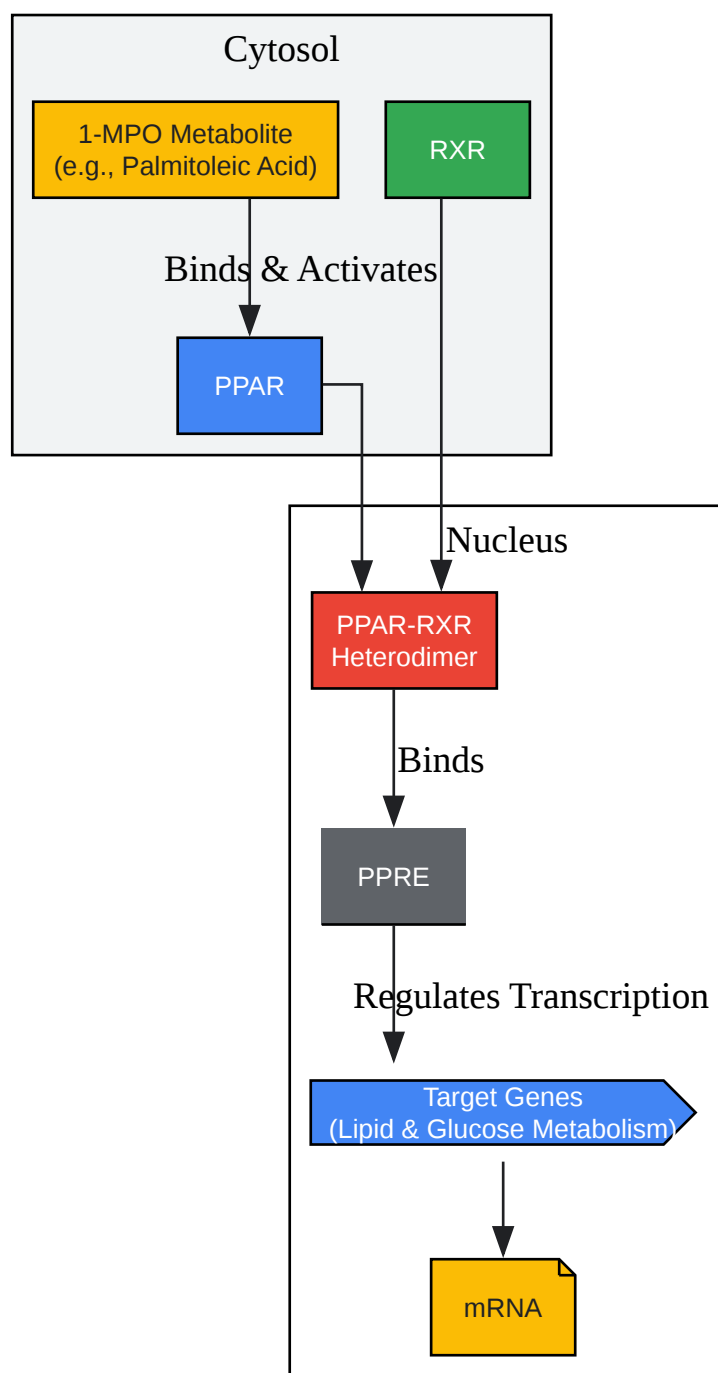 Cytosol
1-MPO Metabolite
(e.g., Palmitoleic Acid)
RXR
Binds & Activates
PPAR
Nucleus
PPAR-RXR
Heterodimer
Binds
PPRE
Regulates Transcription
Target Genes
(Lipid & Glucose Metabolism)
mRNA